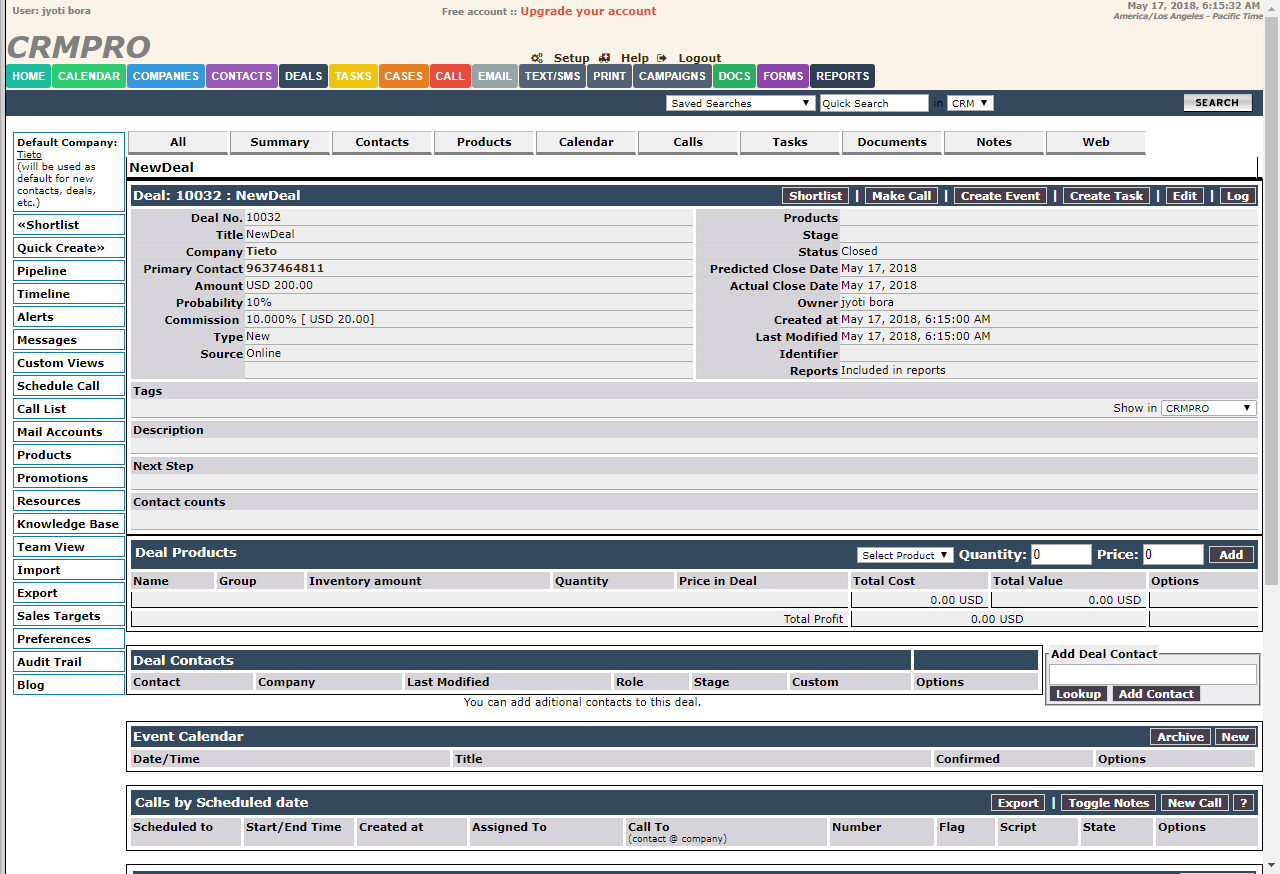 User: jyoti bora
Free account :: Upgrade your account
May 17, 2018, 6:15:32 AM
America/Los Angeles - Pacific Time
CRMPRO
Setup Help Logout
HOME CALENDAR COMPANIES CONTACTS DEALS TASKS CASES CALL EMAIL TEXT/SMS PRINT CAMPAIGNS DOCS FORMS REPORTS
Saved Searches Quick Search in CRM SEARCH
Default Company:
Tieto
(will be used as
default for new
contacts, deals,
etc.)
«Shortlist
Quick Create»
Pipeline
Timeline
Alerts
Messages
Custom Views
Schedule Call
Call List
Mail Accounts
Products
Promotions
Resources
Knowledge Base
Team View
Import
Export
Sales Targets
Preferences
Audit Trail
Blog
All Summary Contacts Products Calendar Calls Tasks Documents Notes Web
NewDeal
Deal: 10032 : NewDeal Shortlist | Make Call | Create Event | Create Task | Edit | Log
Deal No. 10032
Title NewDeal
Company Tieto
Primary Contact 9637464811
Amount USD 200.00
Probability 10%
Commission 10.000% [ USD 20.00]
Type New
Source Online
Products
Stage
Status Closed
Predicted Close Date May 17, 2018
Actual Close Date May 17, 2018
Owner jyoti bora
Created at May 17, 2018, 6:15:00 AM
Last Modified May 17, 2018, 6:15:00 AM
Identifier
Reports Included in reports
Tags
Show in CRMPRO
Description
Next Step
Contact counts
Deal Products Select Product Quantity: 0 Price: 0 Add
Name Group Inventory amount Quantity Price in Deal Total Cost Total Value Options
0.00 USD 0.00 USD
Total Profit 0.00 USD
Deal Contacts
Contact Company Last Modified Role Stage Custom Options
You can add aditional contacts to this deal.
Add Deal Contact
Lookup Add Contact
Event Calendar Archive New
Date/Time Title Confirmed Options
Calls by Scheduled date Export | Toggle Notes New Call ?
Scheduled to Start/End Time Created at Assigned To Call To Number Flag Script State Options
(contact @ company)